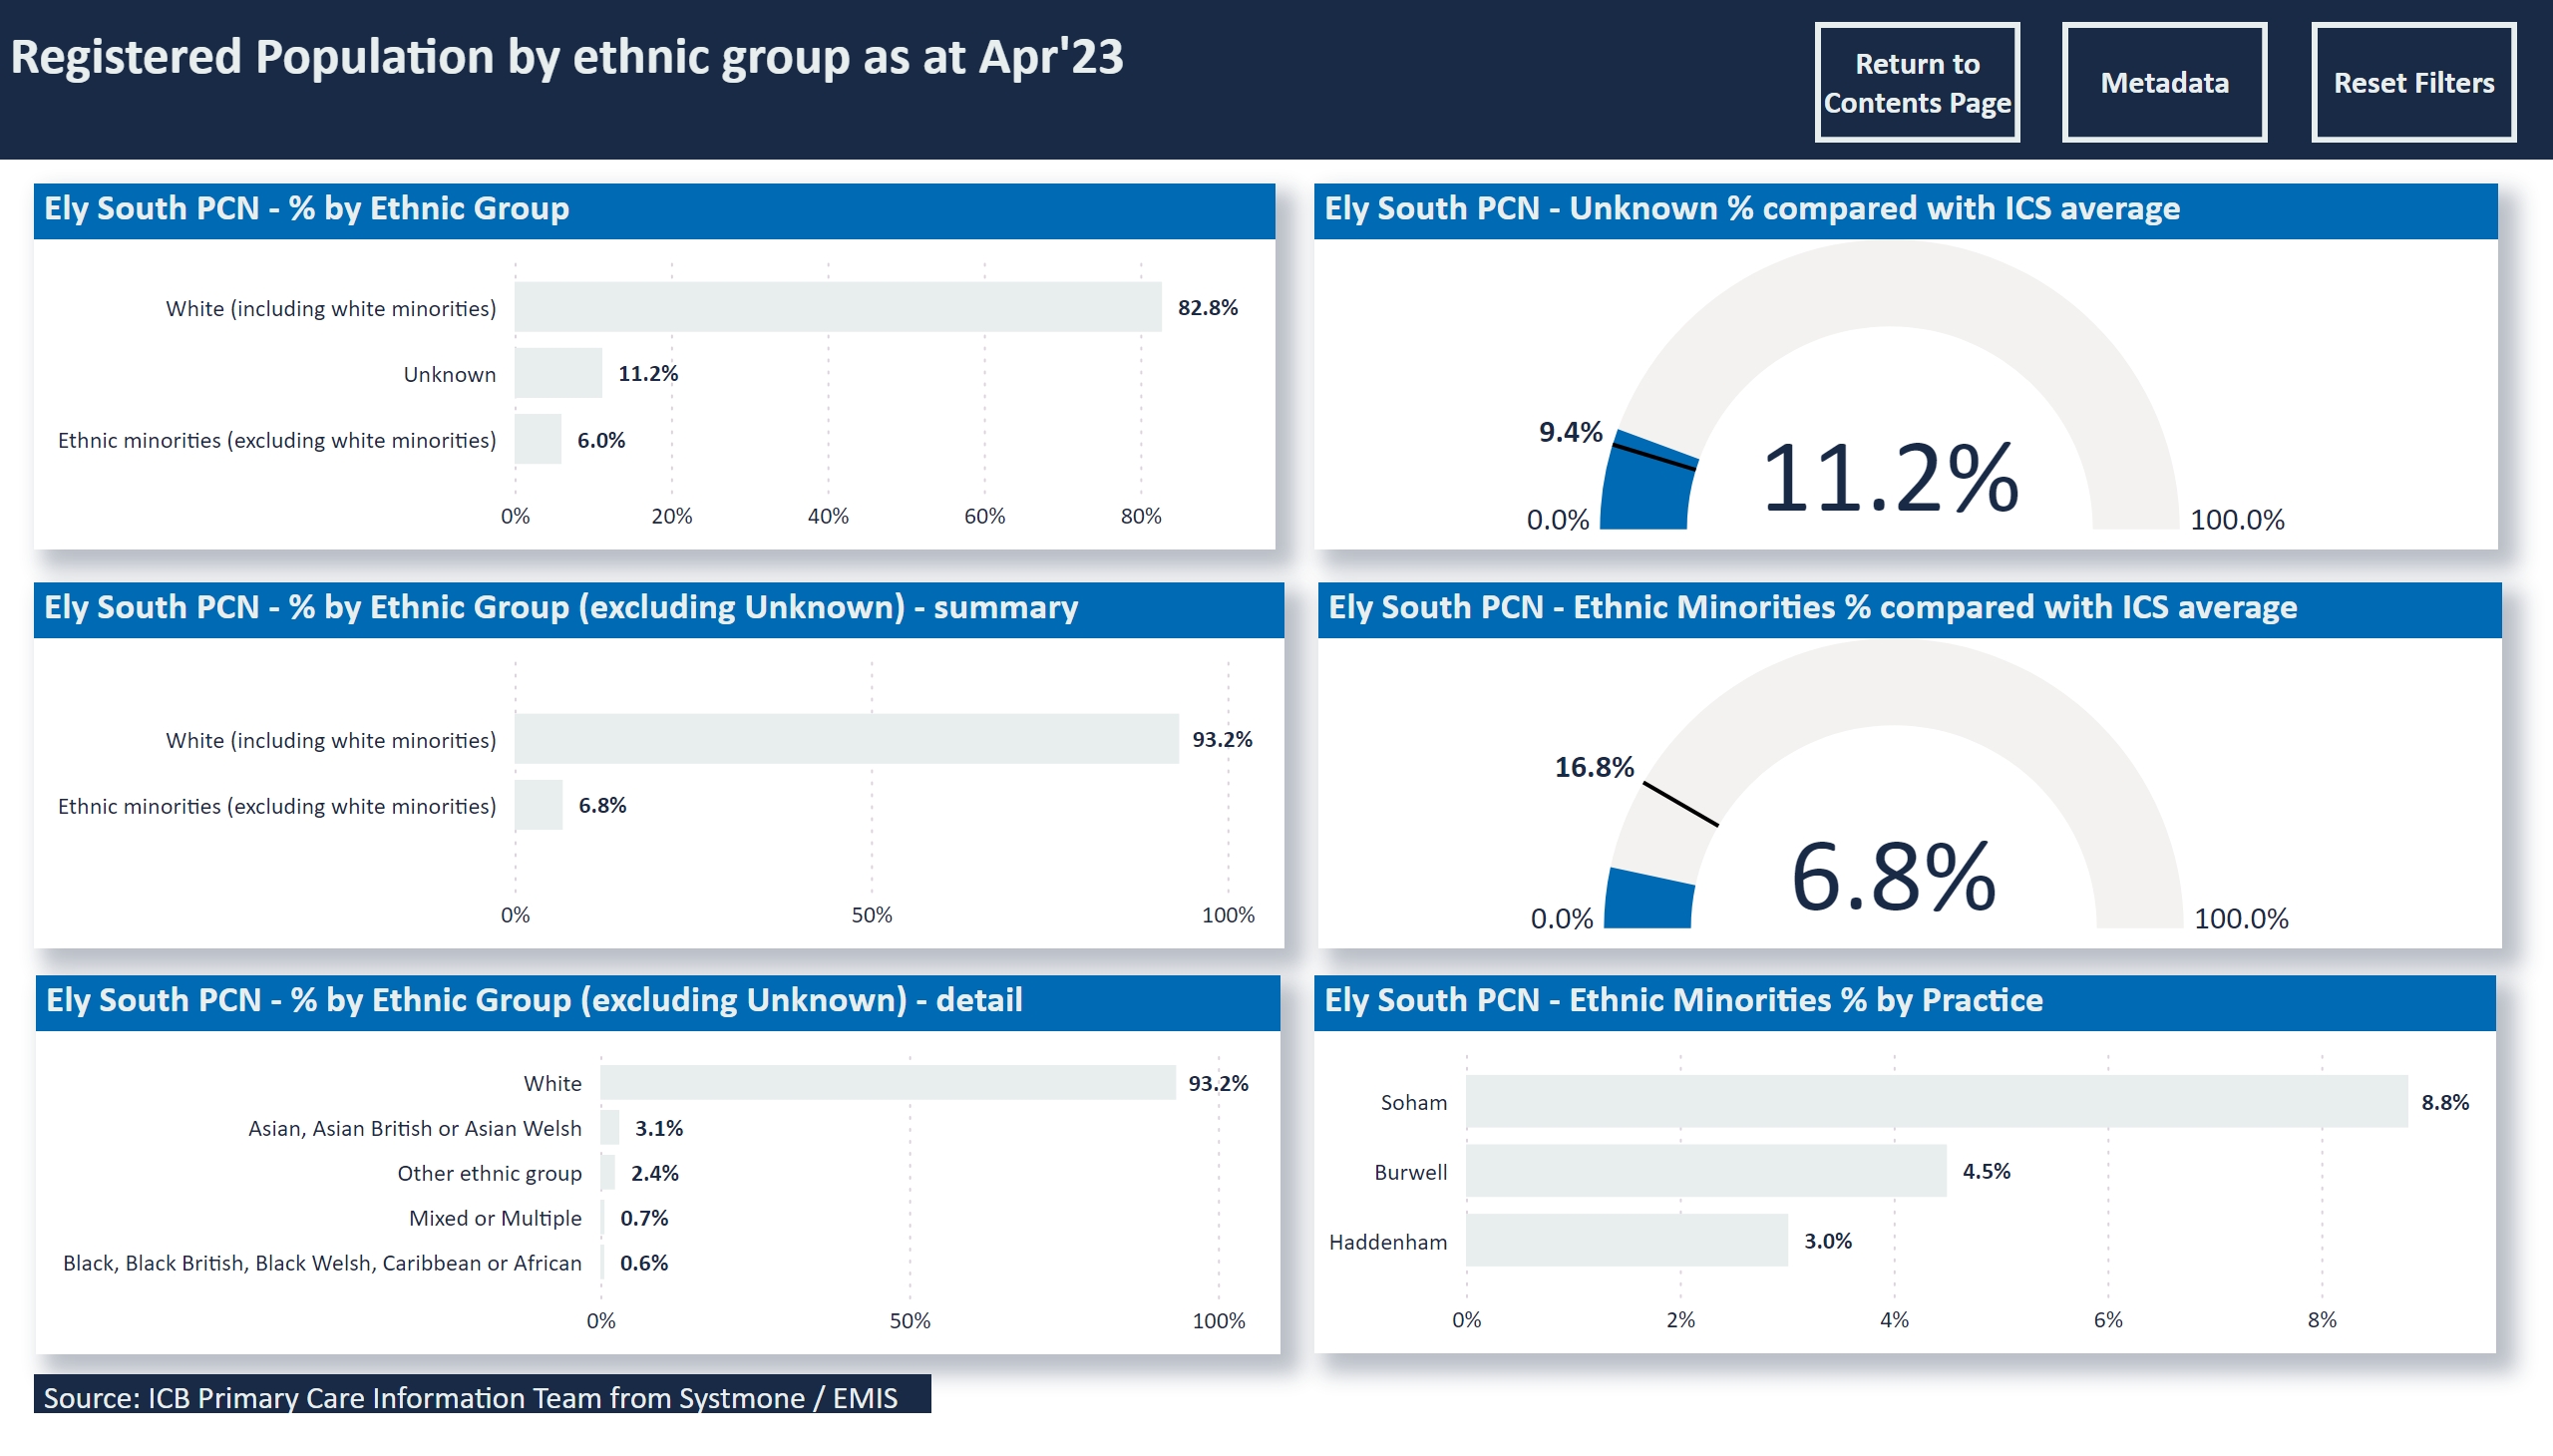 Registered Population by ethnic group as at Apr'23
Return to
Contents Page
Metadata
Reset Filters
Ely South PCN - % by Ethnic Group
White (including white minorities)
82.8%
Unknown
11.2%
Ethnic minorities (excluding white minorities)
6.0%
0%
20%
40%
60%
80%
Ely South PCN - Unknown % compared with ICS average
9.4%
11.2%
0.0%
100.0%
Ely South PCN - % by Ethnic Group (excluding Unknown) - summary
White (including white minorities)
93.2%
Ethnic minorities (excluding white minorities)
6.8%
0%
50%
100%
Ely South PCN - Ethnic Minorities % compared with ICS average
16.8%
6.8%
0.0%
100.0%
Ely South PCN - % by Ethnic Group (excluding Unknown) - detail
White
93.2%
Asian, Asian British or Asian Welsh
3.1%
Other ethnic group
2.4%
Mixed or Multiple
0.7%
Black, Black British, Black Welsh, Caribbean or African
0.6%
0%
50%
100%
Ely South PCN - Ethnic Minorities % by Practice
Soham
8.8%
Burwell
4.5%
Haddenham
3.0%
0%
2%
4%
6%
8%
Source: ICB Primary Care Information Team from Systmone / EMIS